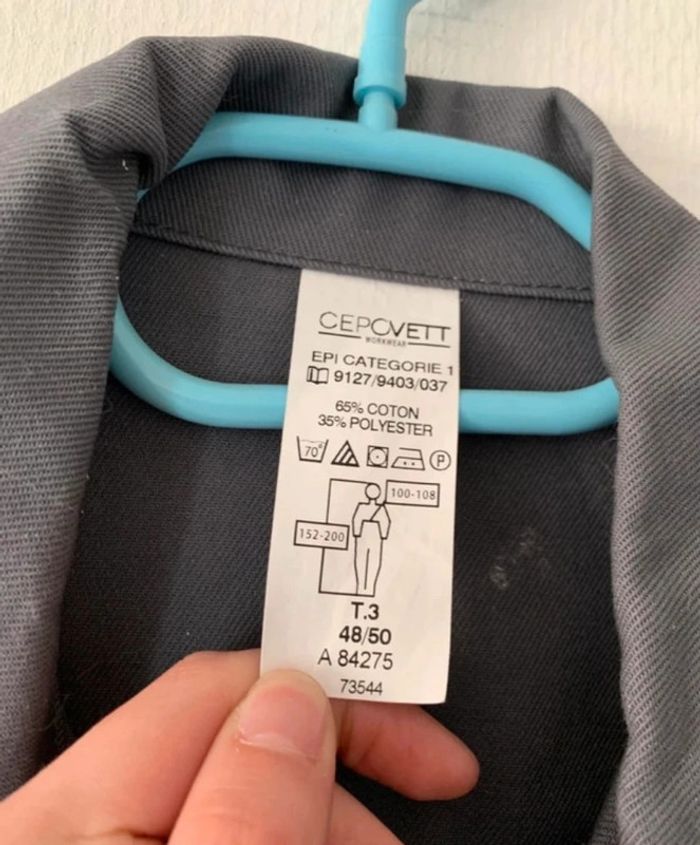 CEPOVETT
WORKWEAR
EPI CATEGORIE 1
9127/9403/037
65% COTON
35% POLYESTER
70° P
100-108
152-200
T.3
48/50
A 84275
73544